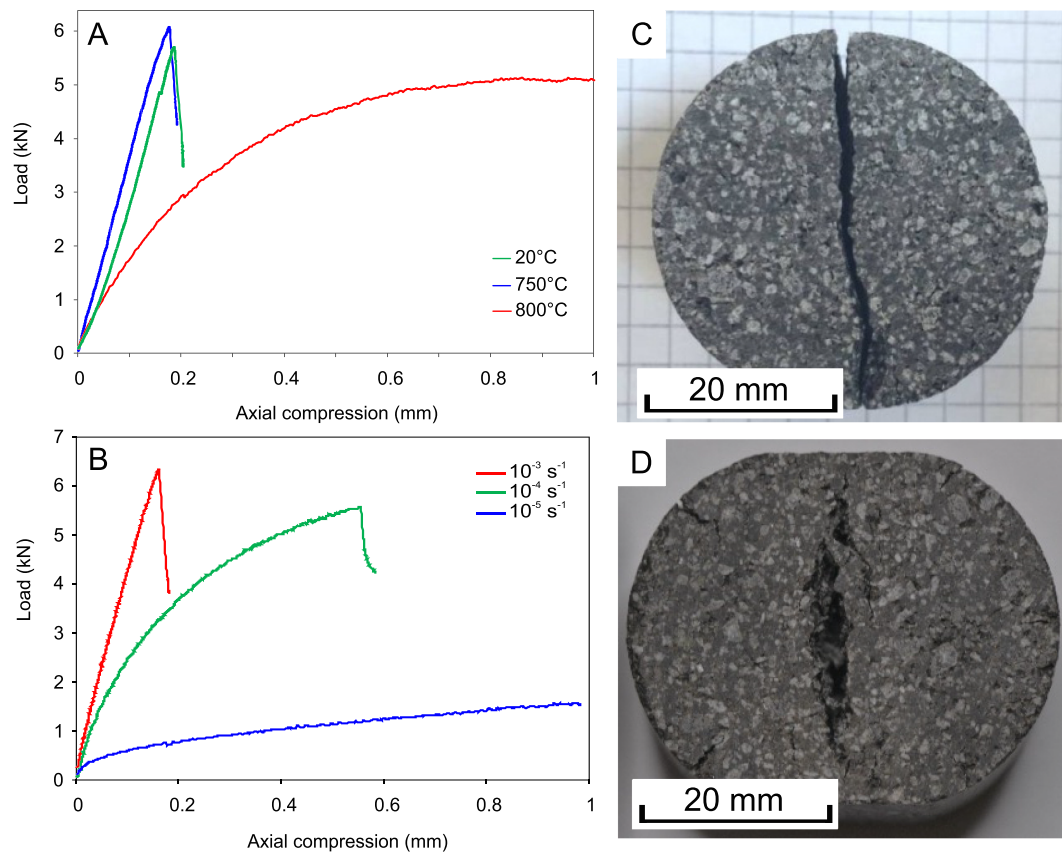 A
6
5
4
3
2
1
0
Load (kN)
20°C
750°C
800°C
0
0.2
0.4
0.6
0.8
1
Axial compression (mm)
B
7
6
5
4
3
2
1
0
Load (kN)
10⁻³ s⁻¹
10⁻⁴ s⁻¹
10⁻⁵ s⁻¹
0
0.2
0.4
0.6
0.8
1
Axial compression (mm)
C
20 mm
D
20 mm